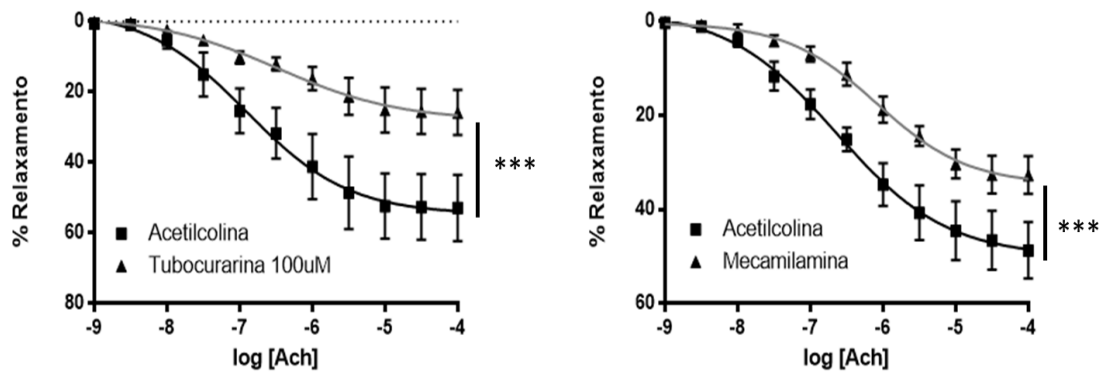 0
20
40
60
80
% Relaxamento
Acetilcolina
Tubocurarina 100uM
***
-9 -8 -7 -6 -5 -4
log [Ach]
0
20
40
60
% Relaxamento
Acetilcolina
Mecamilamina
***
-9 -8 -7 -6 -5 -4
log [Ach]